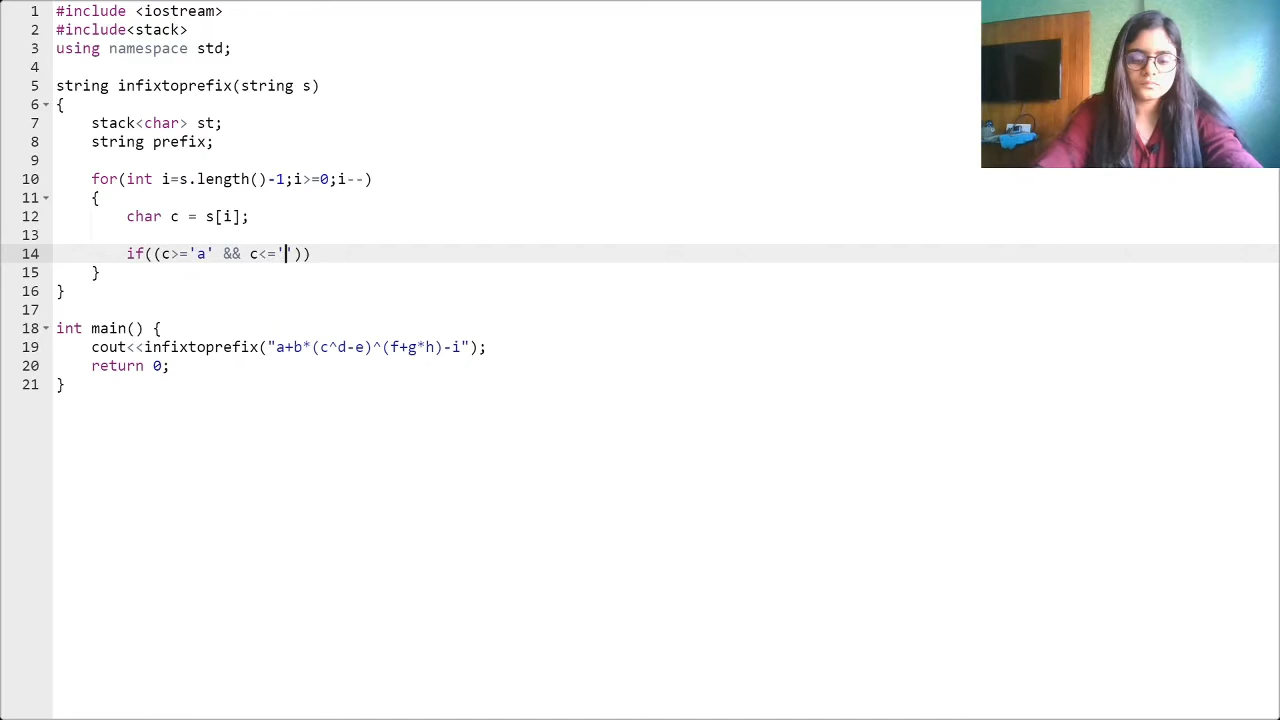 1 #include <iostream>
2 #include<stack>
3 using namespace std;
4
5 string infixtoprefix(string s)
6 {
7 stack<char> st;
8 string prefix;
9
10 for(int i=s.length()-1;i>=0;i--)
11 {
12 char c = s[i];
13
14 if((c>='a' && c<=''))
15 }
16 }
17
18 int main() {
19 cout<<infixtoprefix("a+b*(c^d-e)^(f+g*h)-i");
20 return 0;
21 }